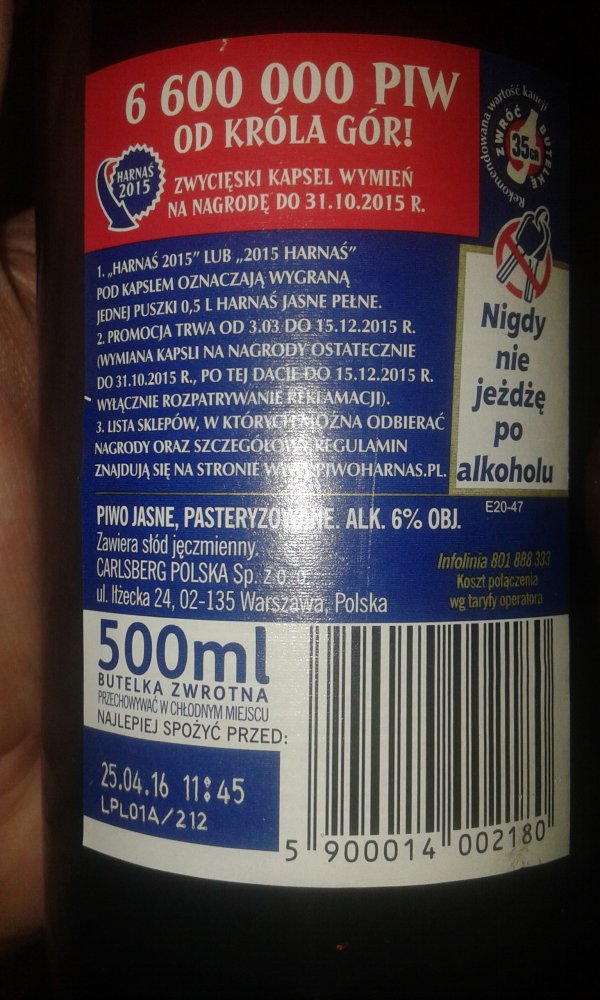 6 600 000 PIW
OD KRÓLA GÓR!
HARNAŚ
2015
ZWYCIĘSKI KAPSEL WYMIEŃ
NA NAGRODĘ DO 31.10.2015 R.
Rekomendowana wartość kaucji
ZWRÓĆ BUTELKĘ
35GR
1. „HARNAŚ 2015” LUB „2015 HARNAŚ”
POD KAPSLEM OZNACZAJĄ WYGRANĄ
JEDNEJ PUSZKI 0,5 L HARNAŚ JASNE PEŁNE.
2. PROMOCJA TRWA OD 3.03 DO 15.12.2015 R.
(WYMIANA KAPSLI NA NAGRODY OSTATECZNIE
DO 31.10.2015 R., PO TEJ DACIE DO 15.12.2015 R.
WYŁĄCZNIE ROZPATRYWANIE REKLAMACJI).
3. LISTA SKLEPÓW, W KTÓRYCH MOŻNA ODBIERAĆ
NAGRODY ORAZ SZCZEGÓŁOWY REGULAMIN
ZNAJDUJĄ SIĘ NA STRONIE WWW.PIWOHARNAS.PL.
Nigdy
nie
jeżdżę
po
alkoholu
E20-47
PIWO JASNE, PASTERYZOWANE. ALK. 6% OBJ.
Zawiera słód jęczmienny.
CARLSBERG POLSKA Sp. z o.o.
ul. Iłżecka 24, 02-135 Warszawa, Polska
Infolinia 801 888 333
Koszt połączenia
wg taryfy operatora
500ml
BUTELKA ZWROTNA
PRZECHOWYWAĆ W CHŁODNYM MIEJSCU
NAJLEPIEJ SPOŻYĆ PRZED:
25.04.16 11:45
LPL01A/212
5 900014 002180